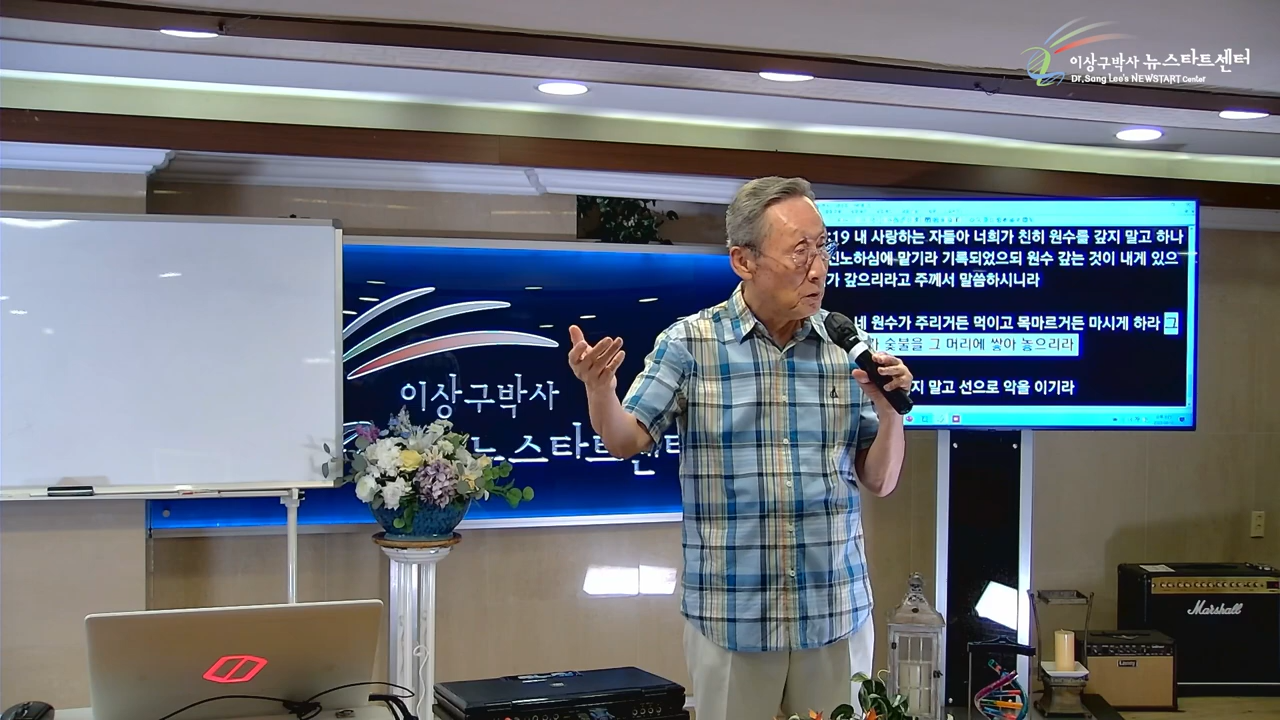 이상구박사 뉴스타트센터
Dr. Sang Lee's NEWSTART Center
:19 내 사랑하는 자들아 너희가 친히 원수를 갚지 말고 하나
진노하심에 맡기라 기록되었으되 원수 갚는 것이 내게 있으
가 갚으리라고 주께서 말씀하시니라
네 원수가 주리거든 먹이고 목마르거든 마시게 하라 그
숯불을 그 머리에 쌓아 놓으리라
지 말고 선으로 악을 이기라
이상구박사
뉴스타트센터
Marshall
Laney